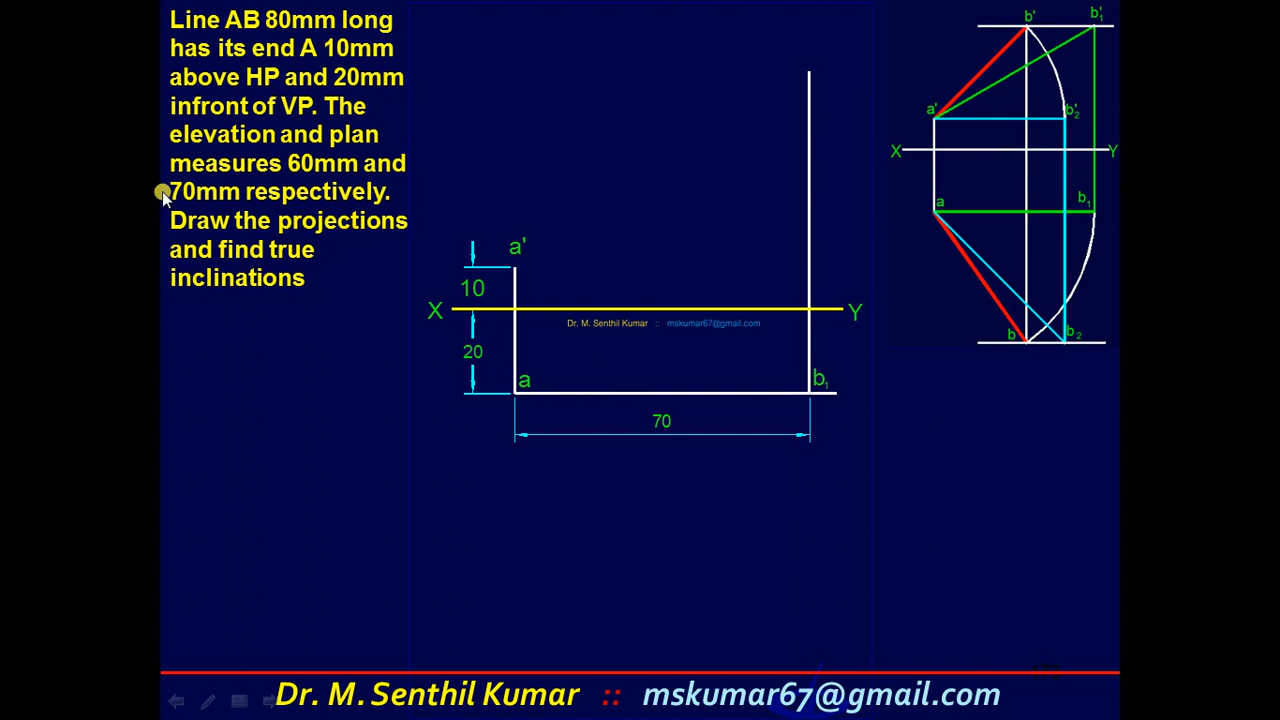 Line AB 80mm long
has its end A 10mm
above HP and 20mm
infront of VP. The
elevation and plan
measures 60mm and
70mm respectively.
Draw the projections
and find true
inclinations
a'
10
X
Y
Dr. M. Senthil Kumar :: mskumar67@gmail.com
20
a
b1
70
b'
b'1
a'
b'2
X
Y
a
b1
b
b2
Dr. M. Senthil Kumar :: mskumar67@gmail.com